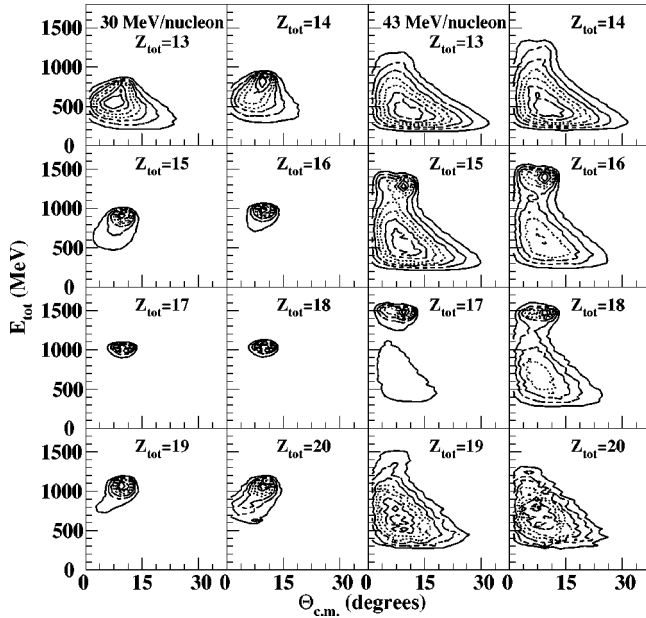 30 MeV/nucleon
Z_tot=13
Z_tot=14
43 MeV/nucleon
Z_tot=13
Z_tot=14
1500
1000
500
0
Z_tot=15
Z_tot=16
Z_tot=15
Z_tot=16
1500
1000
500
0
Z_tot=17
Z_tot=18
Z_tot=17
Z_tot=18
1500
1000
500
0
Z_tot=19
Z_tot=20
Z_tot=19
Z_tot=20
1500
1000
500
0
E_tot (MeV)
0 15 30 0 15 30 0 15 30 0 15 30
Θ_c.m. (degrees)